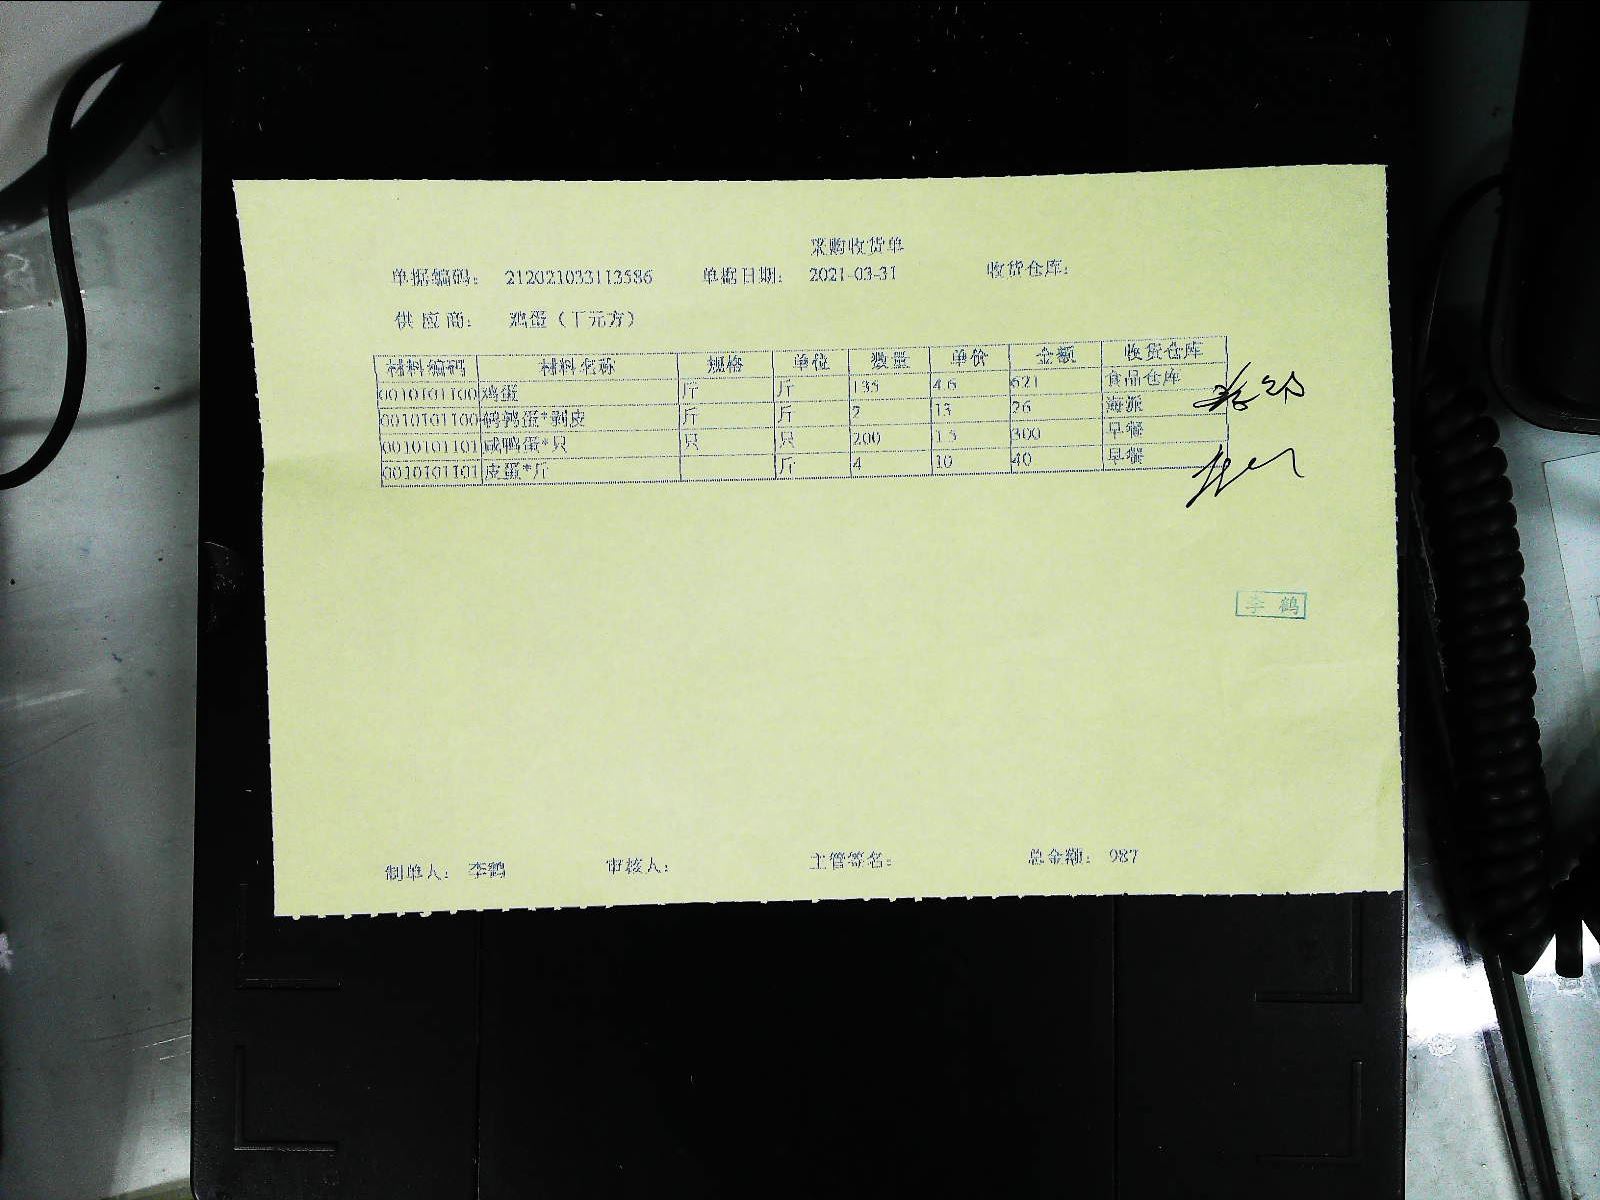 采购收货单
单据编码： 212021033113586 单据日期： 2021-03-31 收货仓库：
供应商： 鸡蛋（丁元方）
材料编码 材料名称 规格 单位 数量 单价 金额 收货仓库
0010101100 鸡蛋 斤 斤 135 4.6 621 食品仓库
0010101100 鹌鹑蛋*剥皮 斤 斤 2 13 26 海派
0010101101 咸鸭蛋*只 只 只 200 1.5 300 早餐
0010101101 皮蛋*斤 斤 4 10 40 早餐
李鹤
制单人： 李鹤 审核人： 主管签名： 总金额： 987